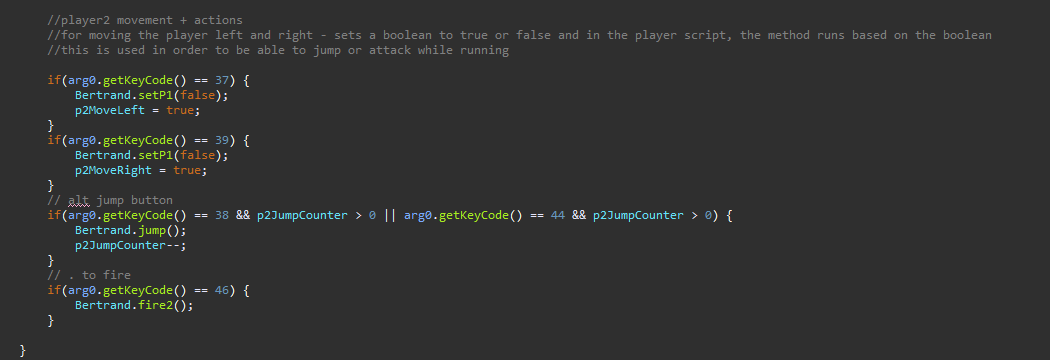 //player2 movement + actions
//for moving the player left and right - sets a boolean to true or false and in the player script, the method runs based on the boolean
//this is used in order to be able to jump or attack while running
if(arg0.getKeyCode() == 37) {
Bertrand.setP1(false);
p2MoveLeft = true;
}
if(arg0.getKeyCode() == 39) {
Bertrand.setP1(false);
p2MoveRight = true;
}
// alt jump button
if(arg0.getKeyCode() == 38 && p2JumpCounter > 0 || arg0.getKeyCode() == 44 && p2JumpCounter > 0) {
Bertrand.jump();
p2JumpCounter--;
}
// . to fire
if(arg0.getKeyCode() == 46) {
Bertrand.fire2();
}
}